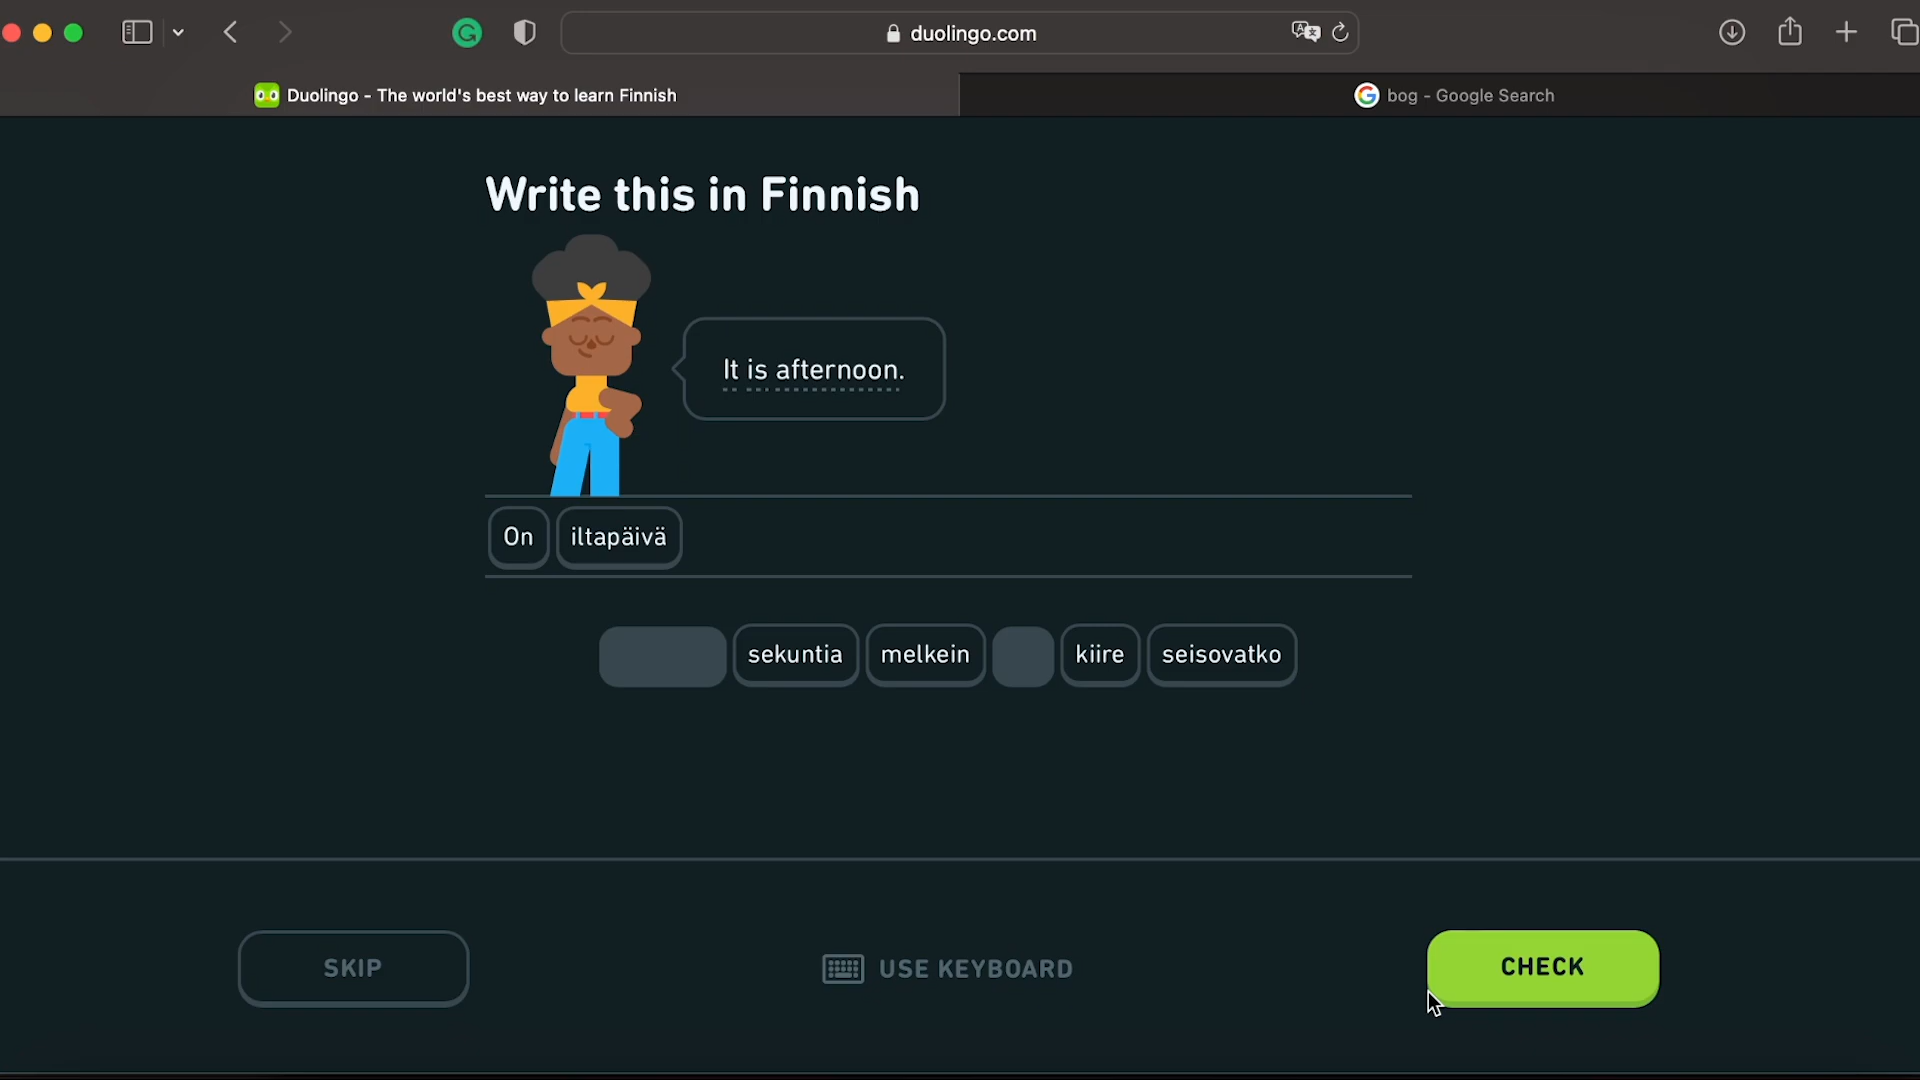 duolingo.com
Duolingo - The world's best way to learn Finnish
bog - Google Search
Write this in Finnish
It is afternoon.
On iltapäivä
sekuntia melkein kiire seisovatko
SKIP
USE KEYBOARD
CHECK